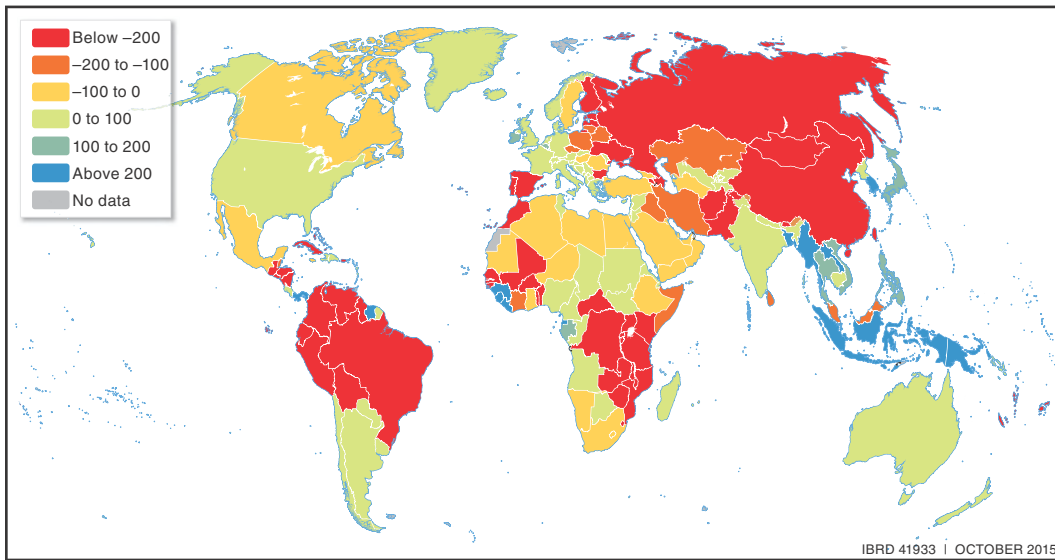 Below –200
–200 to –100
–100 to 0
0 to 100
100 to 200
Above 200
No data
IBRD 41933 | OCTOBER 2015